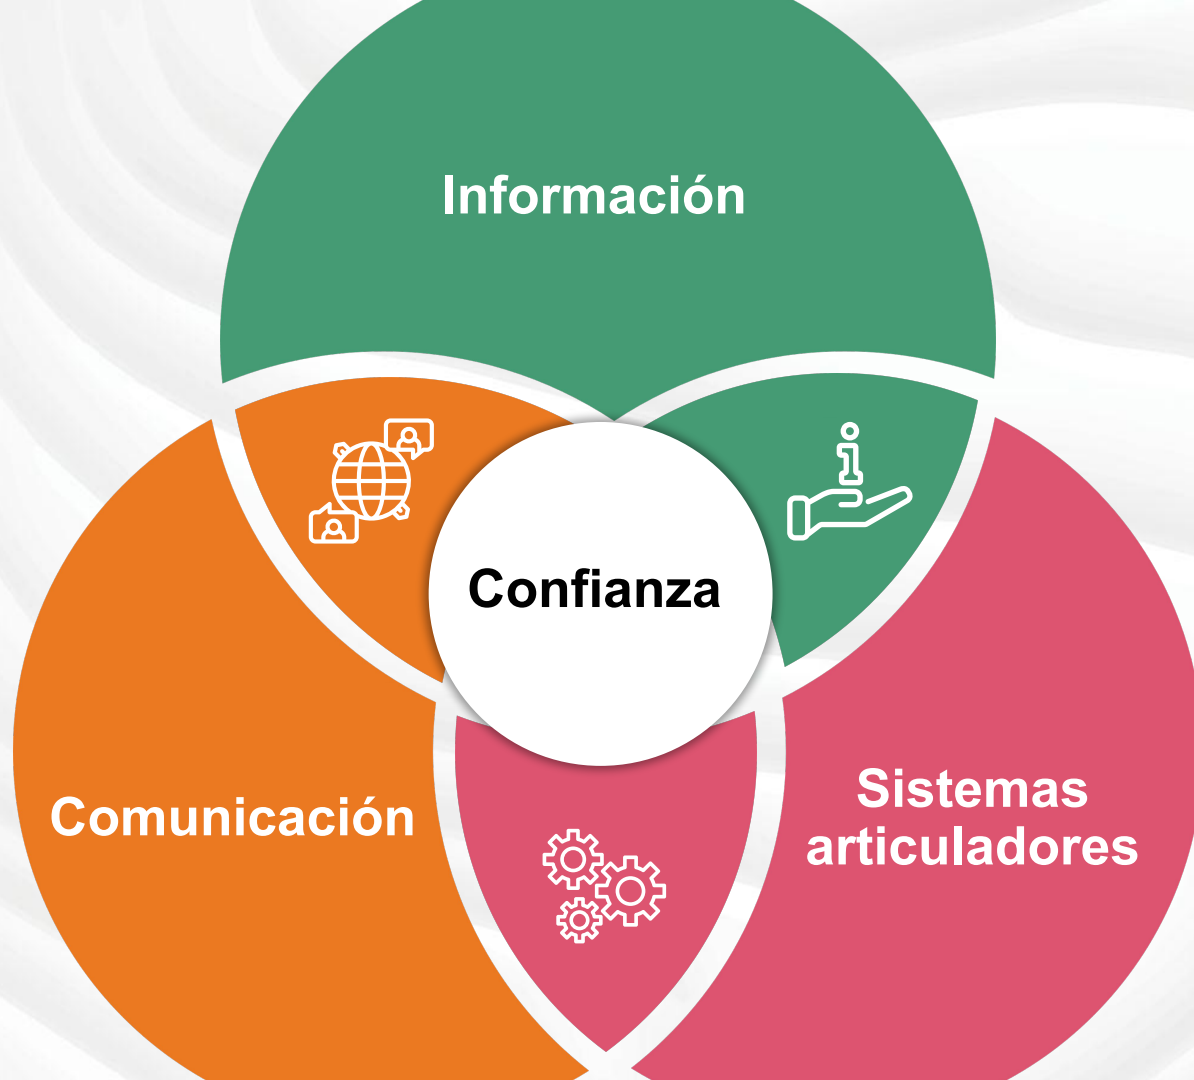 Información
Confianza
Comunicación
Sistemas
articuladores